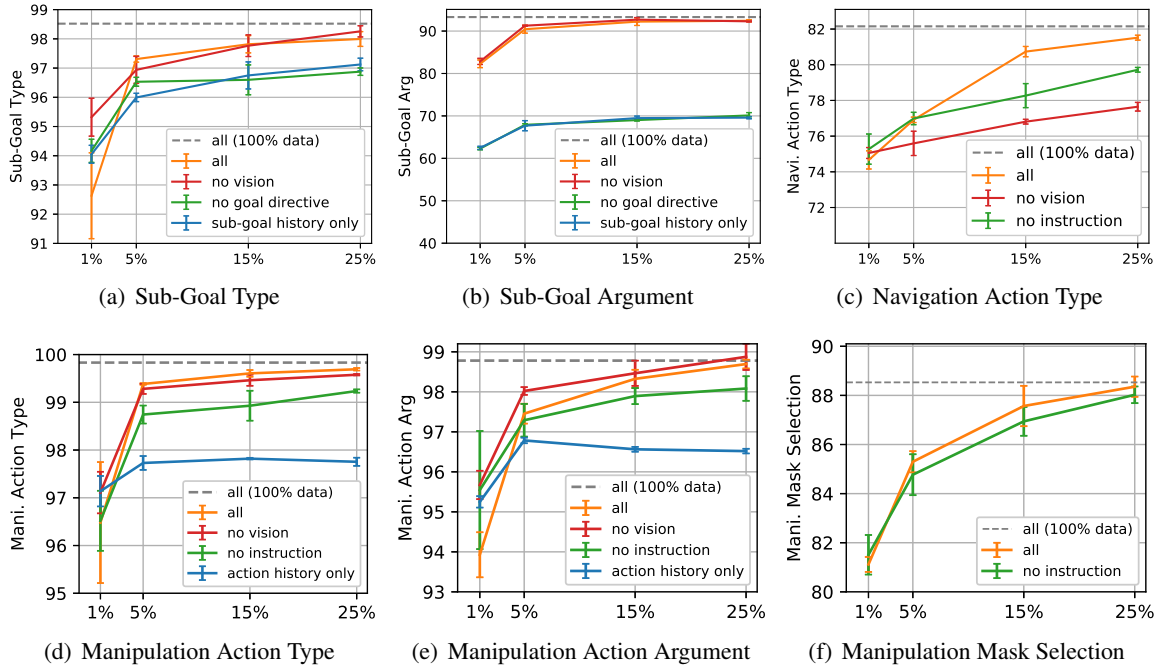 Sub-Goal Type
99
98
97
96
95
94
93
92
91
all (100% data)
all
no vision
no goal directive
sub-goal history only
1%
5%
15%
25%
(a) Sub-Goal Type
Sub-Goal Arg
90
80
70
60
50
40
all (100% data)
all
no vision
no goal directive
sub-goal history only
1%
5%
15%
25%
(b) Sub-Goal Argument
Navi. Action Type
82
80
78
76
74
72
all (100% data)
all
no vision
no instruction
1%
5%
15%
25%
(c) Navigation Action Type
Mani. Action Type
100
99
98
97
96
95
all (100% data)
all
no vision
no instruction
action history only
1%
5%
15%
25%
(d) Manipulation Action Type
Mani. Action Arg
99
98
97
96
95
94
93
all (100% data)
all
no vision
no instruction
action history only
1%
5%
15%
25%
(e) Manipulation Action Argument
Mani. Mask Selection
90
88
86
84
82
80
all (100% data)
all
no instruction
1%
5%
15%
25%
(f) Manipulation Mask Selection